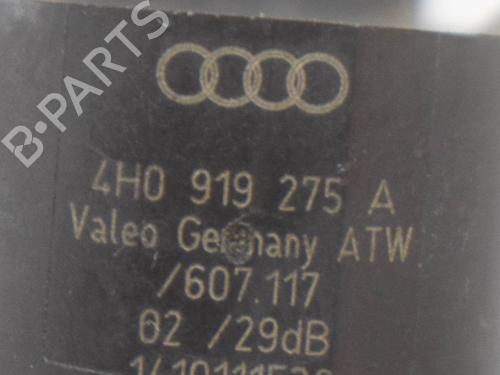 B-PARTS
4H0 919 275 A
Valeo Germany ATW
/607.117
02 /29dB